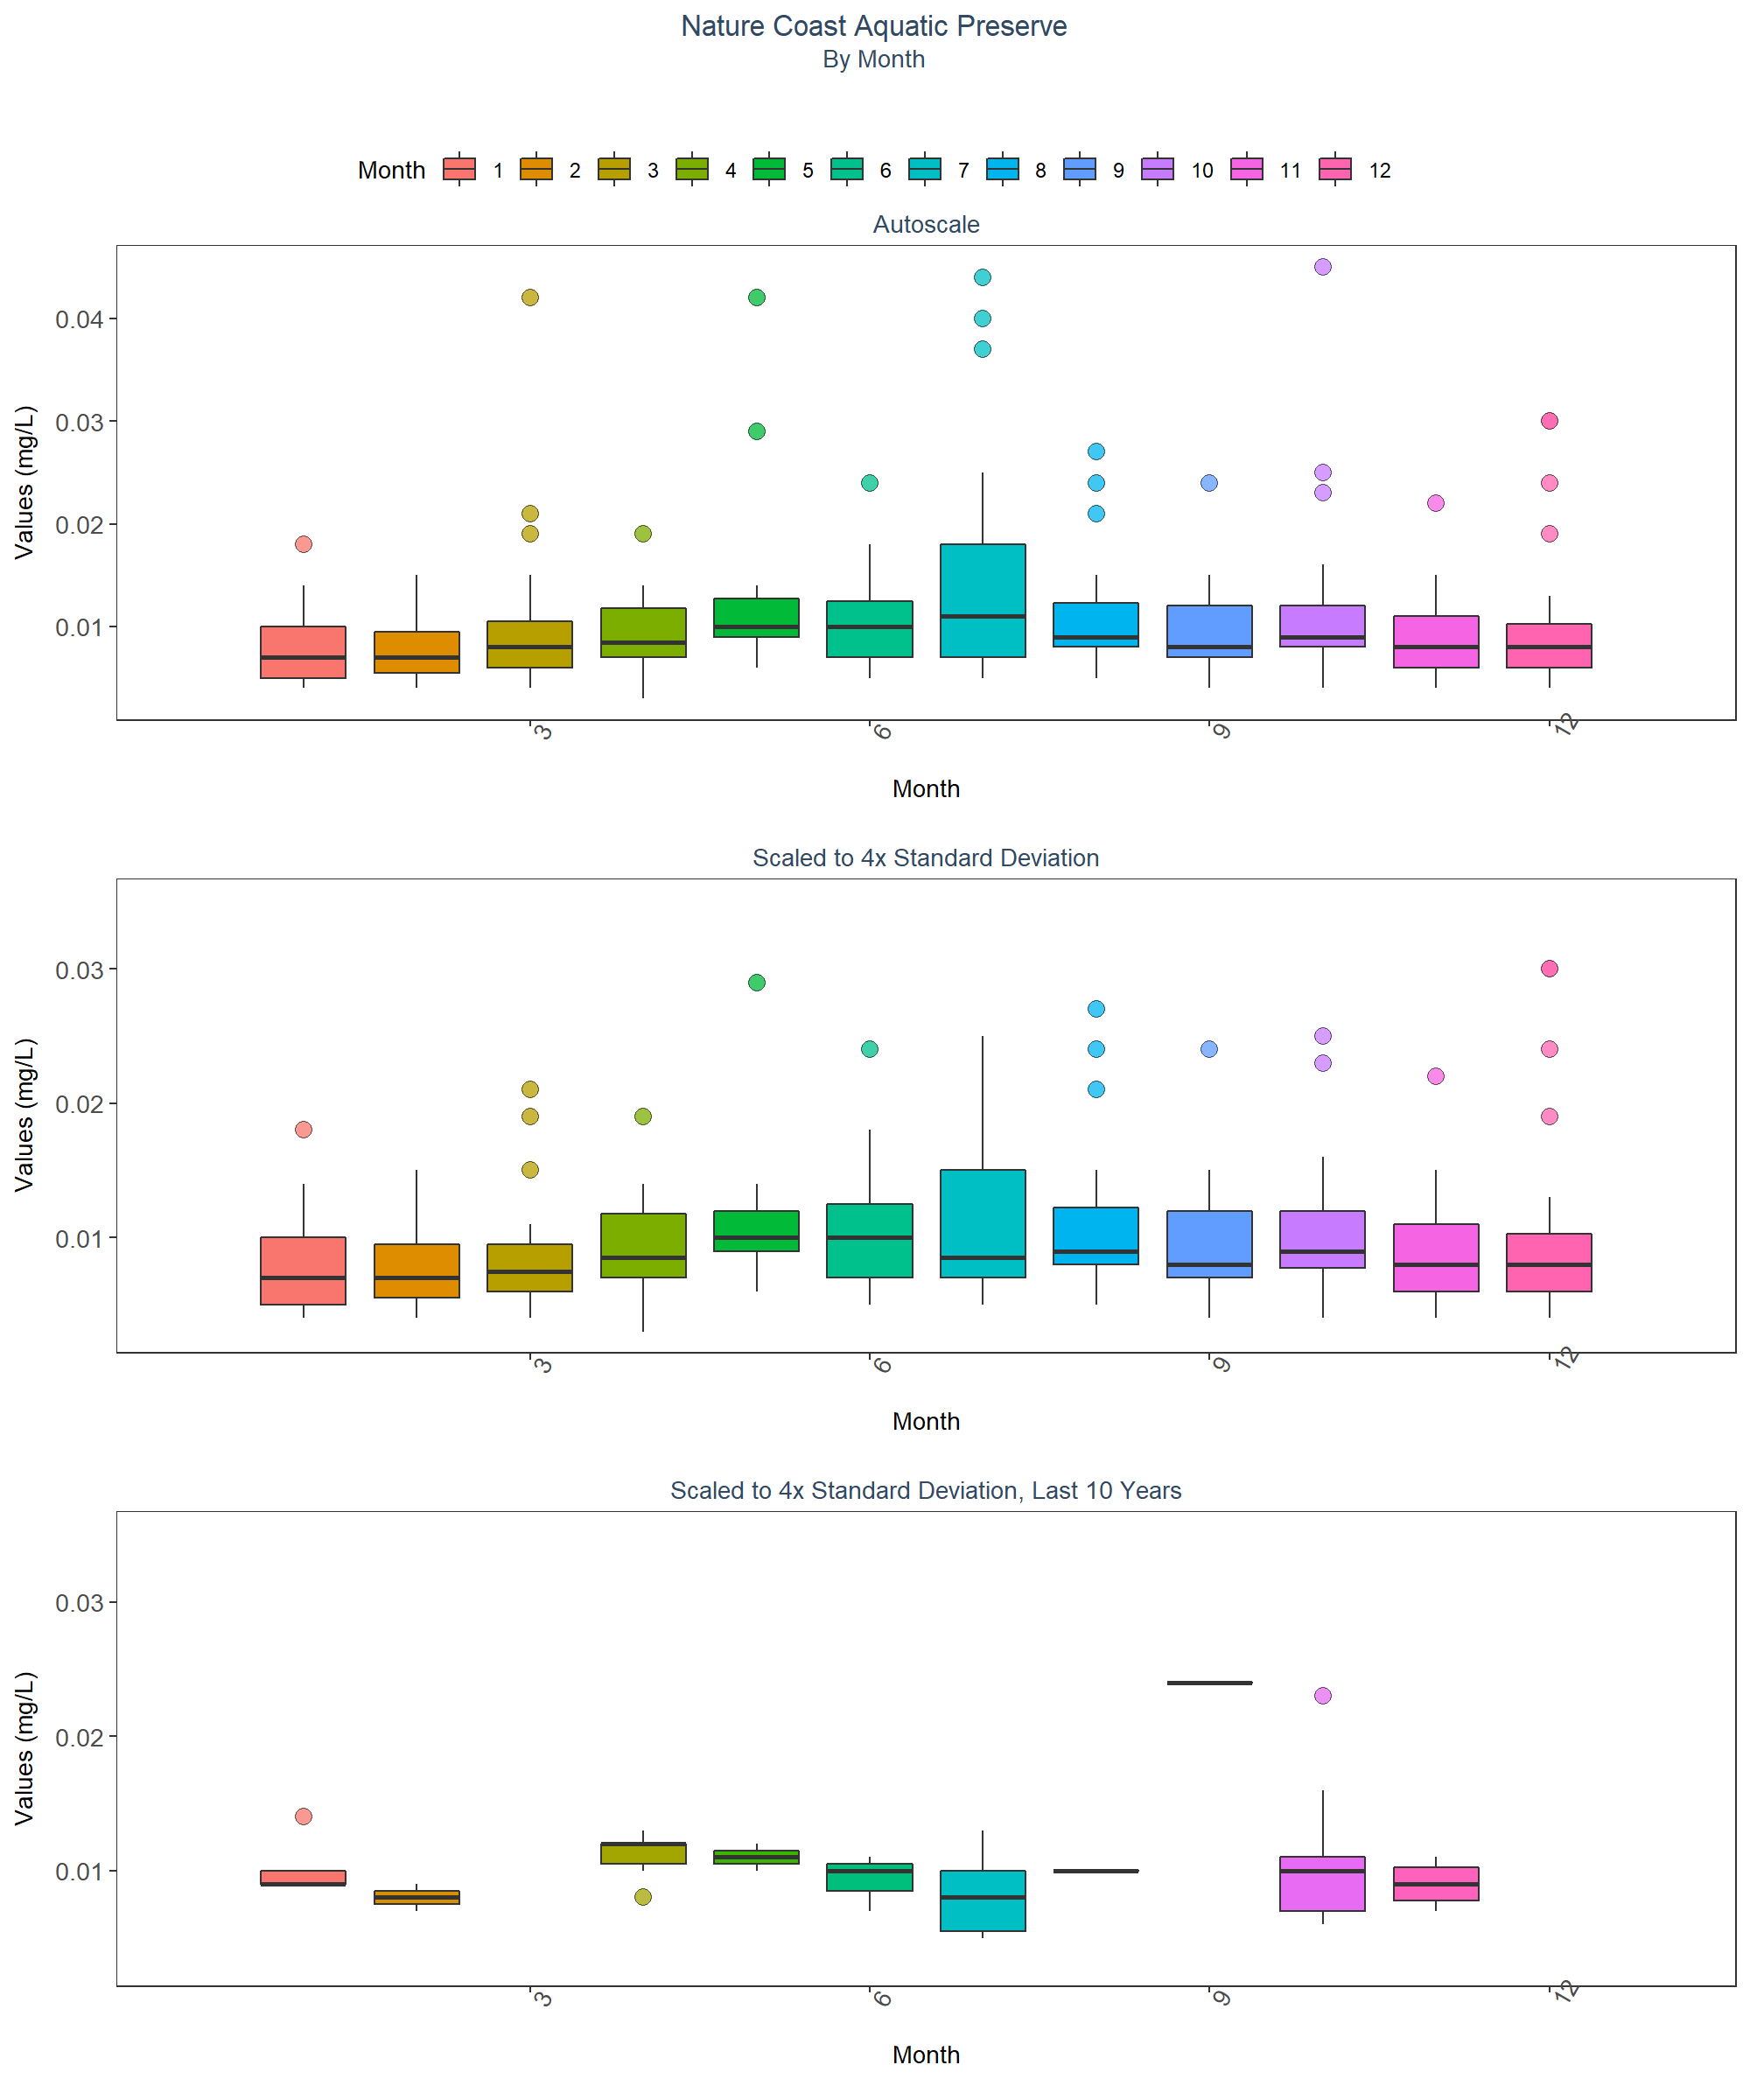 Nature Coast Aquatic Preserve
By Month
Month 1 2 3 4 5 6 7 8 9 10 11 12
Autoscale
Values (mg/L)
0.04
0.03
0.02
0.01
3 6 9 12
Month
Scaled to 4x Standard Deviation
Values (mg/L)
0.03
0.02
0.01
3 6 9 12
Month
Scaled to 4x Standard Deviation, Last 10 Years
Values (mg/L)
0.03
0.02
0.01
3 6 9 12
Month